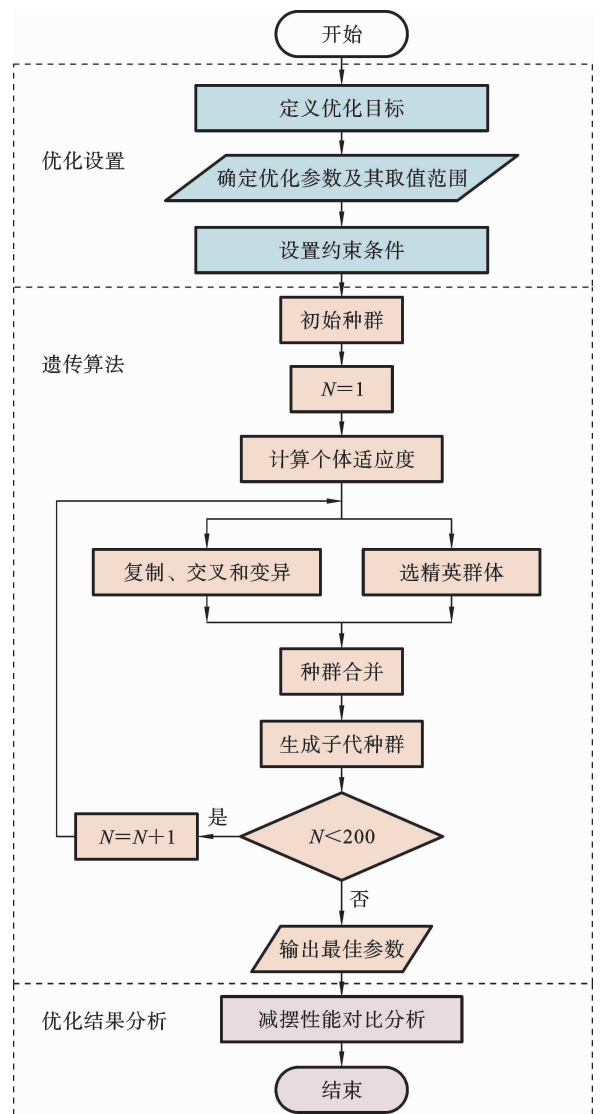 开始
定义优化目标
优化设置
确定优化参数及其取值范围
设置约束条件
初始种群
遗传算法
N=1
计算个体适应度
复制、交叉和变异
选精英群体
种群合并
生成子代种群
是
N=N+1
N<200
否
输出最佳参数
优化结果分析
减摆性能对比分析
结束